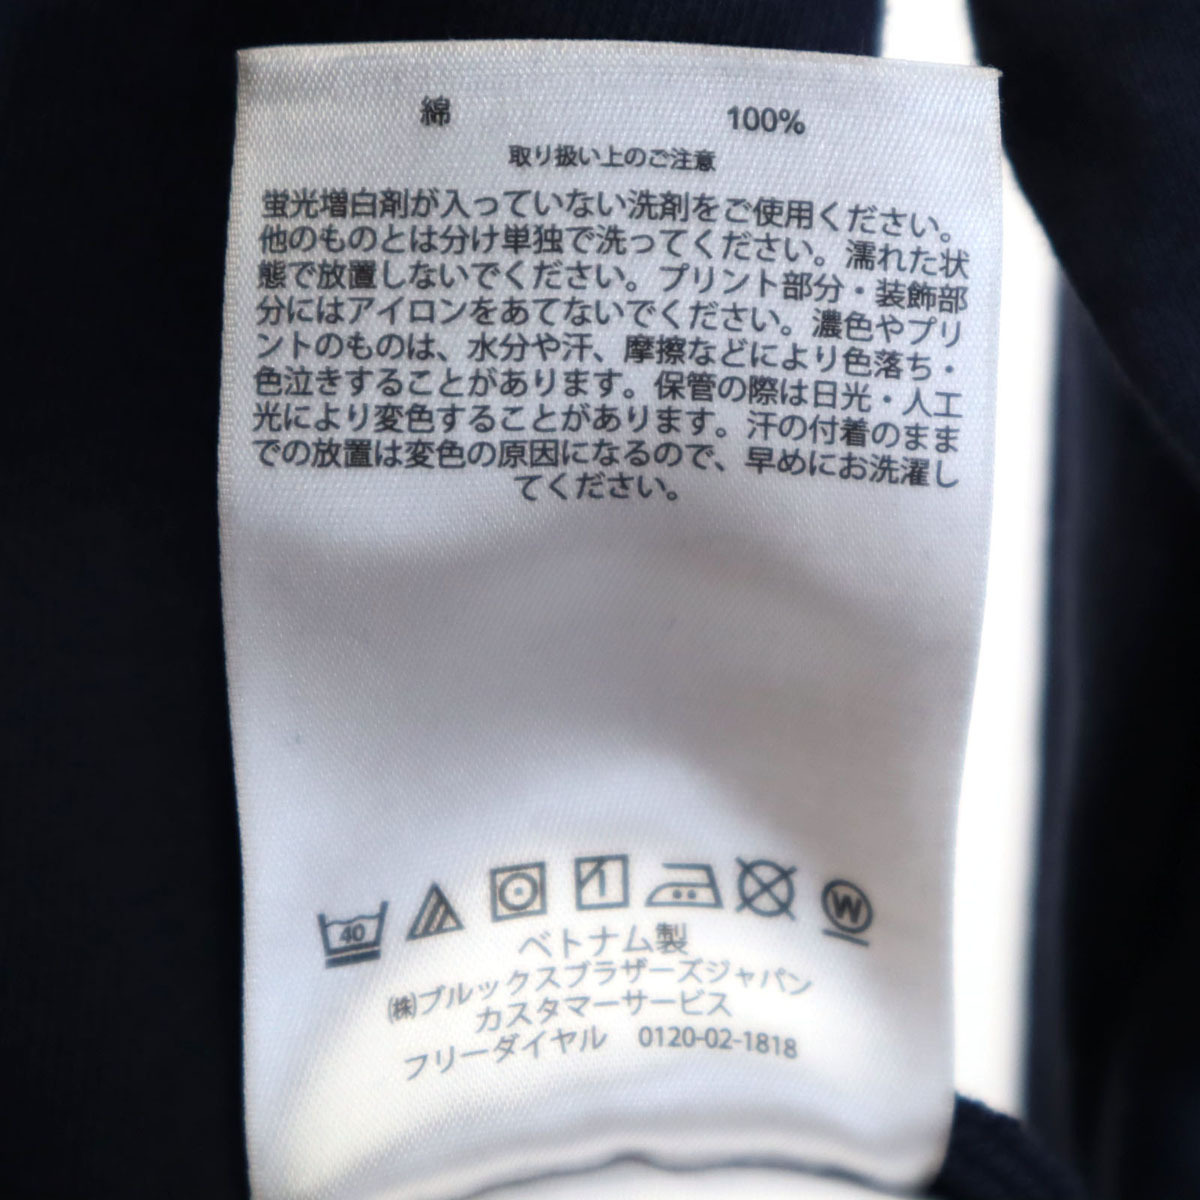 綿 100%
取り扱い上のご注意
蛍光増白剤が入っていない洗剤をご使用ください。
他のものとは分け単独で洗ってください。濡れた状
態で放置しないでください。プリント部分・装飾部
分にはアイロンをあてないでください。濃色やプリ
ントのものは、水分や汗、摩擦などにより色落ち・
色泣きすることがあります。保管の際は日光・人工
光により変色することがあります。汗の付着のまま
での放置は変色の原因になるので、早めにお洗濯し
てください。
40 W
ベトナム製
㈱ブルックスブラザーズジャパン
カスタマーサービス
フリーダイヤル 0120-02-1818